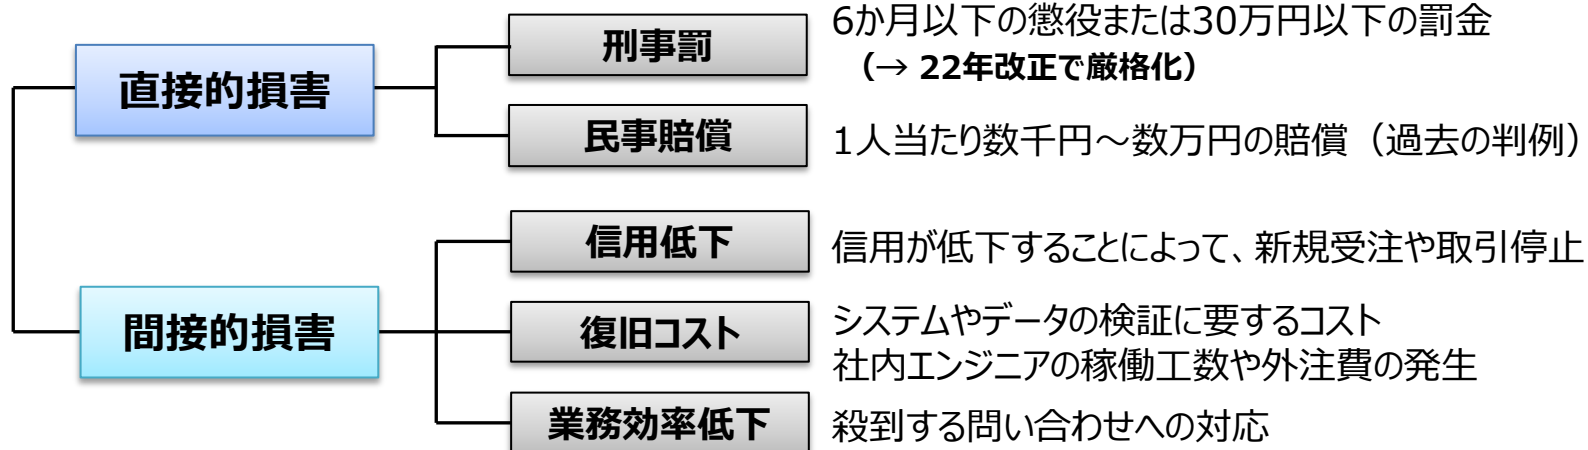 直接的損害
刑事罰
6か月以下の懲役または30万円以下の罰金
（→ 22年改正で厳格化）
民事賠償
1人当たり数千円～数万円の賠償（過去の判例）
間接的損害
信用低下
信用が低下することによって、新規受注や取引停止
復旧コスト
システムやデータの検証に要するコスト
社内エンジニアの稼働工数や外注費の発生
業務効率低下
殺到する問い合わせへの対応